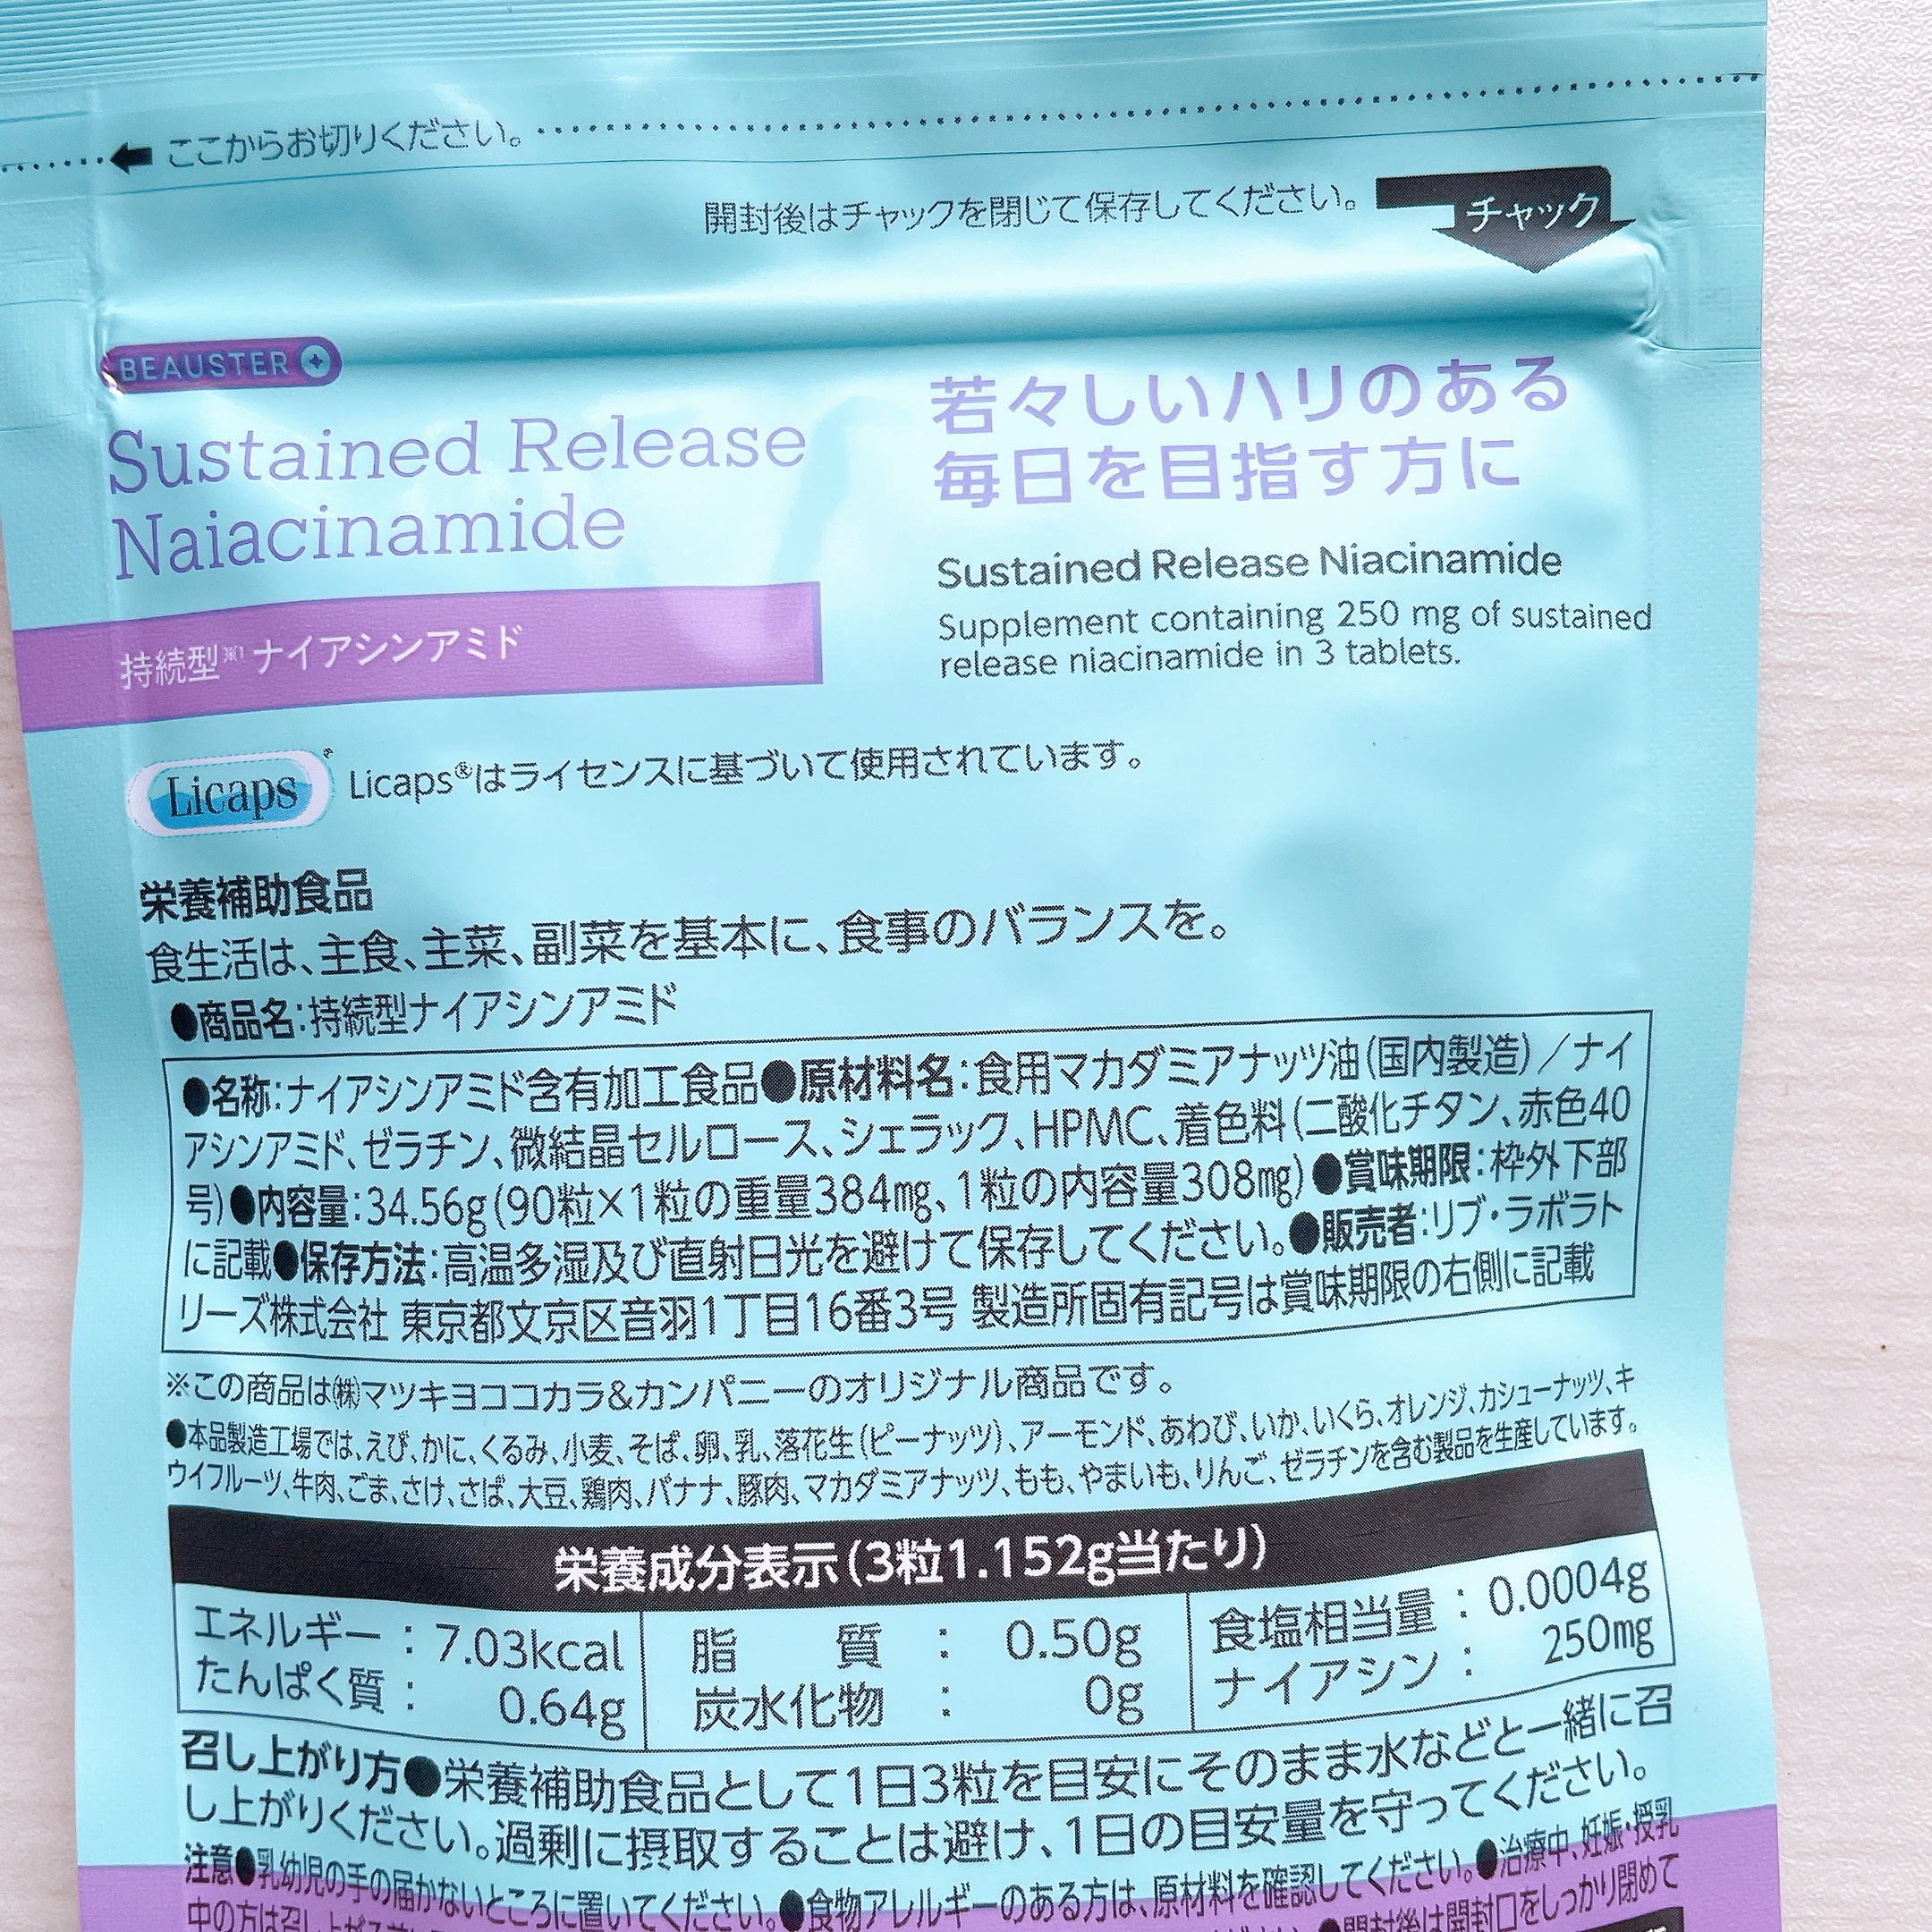 ここからお切りください。
開封後はチャックを閉じて保存してください。
チャック
BEAUSTER
Sustained Release
Naiacinamide
持続型※1ナイアシンアミド
若々しいハリのある
毎日を目指す方に
Sustained Release Niacinamide
Supplement containing 250 mg of sustained
release niacinamide in 3 tablets.
Licaps
Licaps®はライセンスに基づいて使用されています。
栄養補助食品
食生活は、主食、主菜、副菜を基本に、食事のバランスを。
●商品名:持続型ナイアシンアミド
●名称:ナイアシンアミド含有加工食品●原材料名:食用マカダミアナッツ油(国内製造)/ナイ
アシンアミド、ゼラチン、微結晶セルロース、シェラック、HPMC、着色料(二酸化チタン、赤色40
号)●内容量:34.56g(90粒×1粒の重量384mg、1粒の内容量308mg)●賞味期限:枠外下部
に記載●保存方法:高温多湿及び直射日光を避けて保存してください。●販売者:リブ・ラボラト
リーズ株式会社 東京都文京区音羽1丁目16番3号 製造所固有記号は賞味期限の右側に記載
※この商品は㈱マツキヨココカラ&カンパニーのオリジナル商品です。
●本品製造工場では、えび、かに、くるみ、小麦、そば、卵、乳、落花生(ピーナッツ)、アーモンド、あわび、いか、いくら、オレンジ、カシューナッツ、キ
ウイフルーツ、牛肉、ごま、さけ、さば、大豆、鶏肉、バナナ、豚肉、マカダミアナッツ、もも、やまいも、りんご、ゼラチンを含む製品を生産しています。
栄養成分表示(3粒1.152g当たり)
エネルギー:7.03kcal
たんぱく質:0.64g
脂質:0.50g
炭水化物:0g
食塩相当量:0.0004g
ナイアシン:250mg
召し上がり方●栄養補助食品として1日3粒を目安にそのまま水などと一緒に召
し上がりください。過剰に摂取することは避け、1日の目安量を守ってください。
注意●乳幼児の手の届かないところに置いてください。●食物アレルギーのある方は、原材料を確認してください。●治療中、妊娠・授乳
中の方は召し上がる前に ●開封後は開封口をしっかり閉めて